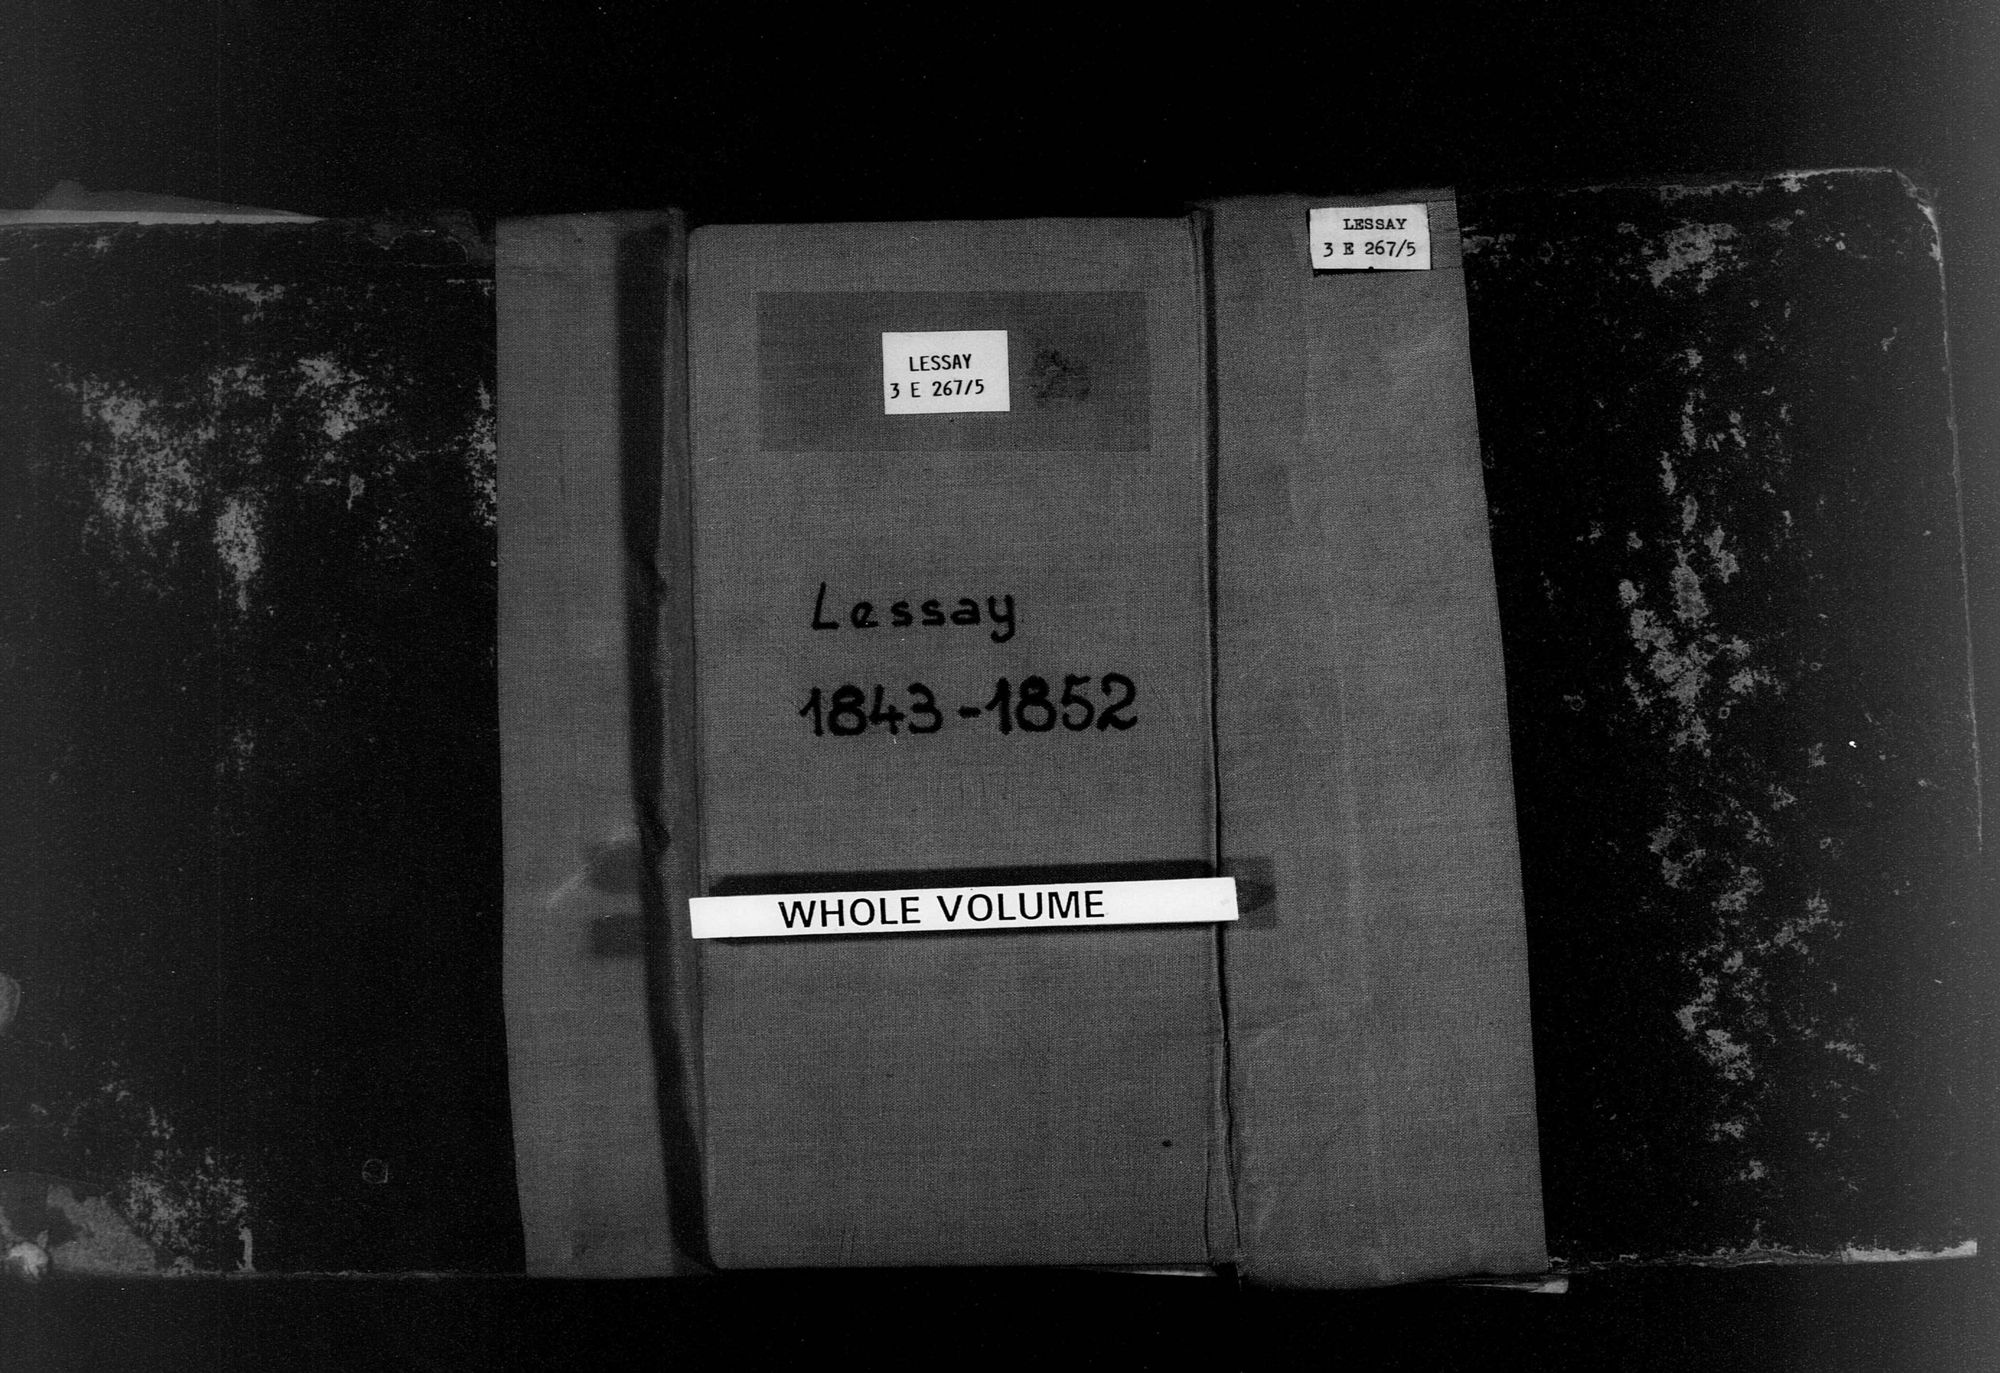 LESSAY
3 E 267/5
LESSAY
3 E 267/5
Lessay
1843-1852
WHOLE VOLUME